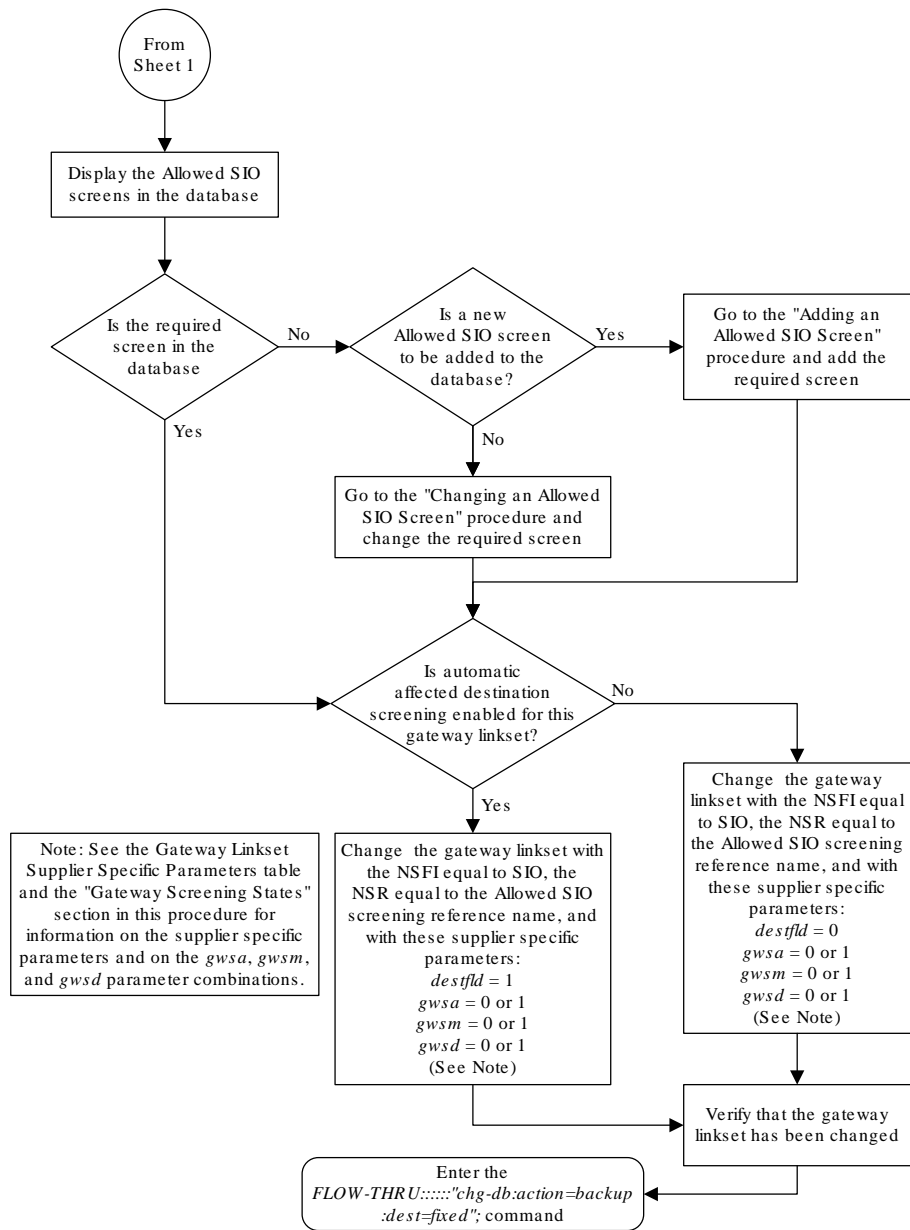 From
Sheet 1
Display the Allowed SIO
screens in the database
Is the required
screen in the
database
No
Is a new
Allowed SIO screen
to be added to the
database?
Yes
Go to the "Adding an
Allowed SIO Screen"
procedure and add the
required screen
Yes
No
Go to the "Changing an Allowed
SIO Screen" procedure and
change the required screen
Is automatic
affected destination
screening enabled for this
gateway linkset?
No
Yes
Change the gateway
linkset with the NSFI equal
to SIO, the NSR equal to
the Allowed SIO screening
reference name, and with
these supplier specific
parameters:
destfld = 0
gwsa = 0 or 1
gwsm = 0 or 1
gwsd = 0 or 1
(See Note)
Note: See the Gateway Linkset
Supplier Specific Parameters table
and the "Gateway Screening States"
section in this procedure for
information on the supplier specific
parameters and on the gwsa, gwsm,
and gwsd parameter combinations.
Change the gateway linkset with
the NSFI equal to SIO, the
NSR equal to the Allowed SIO
screening reference name, and
with these supplier specific
parameters:
destfld = 1
gwsa = 0 or 1
gwsm = 0 or 1
gwsd = 0 or 1
(See Note)
Verify that the gateway
linkset has been changed
Enter the
FLOW-THRU::::::"chg-db:action=backup
:dest=fixed"; command